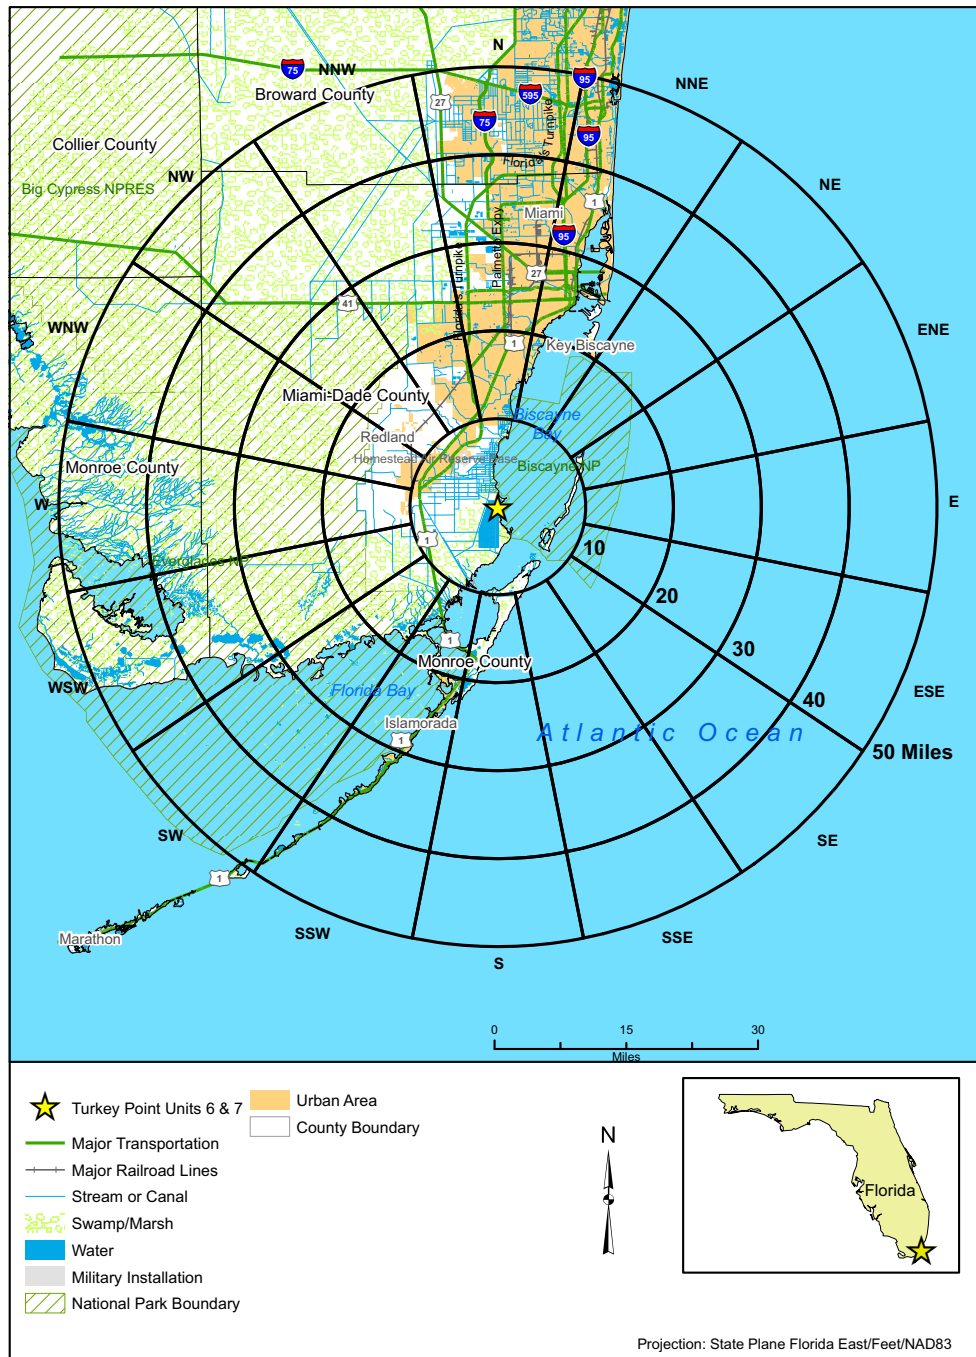 N
75
NNW
95
NNE
Broward County
27
595
75
95
Collier County
Florida's Turnpike
NW
NE
Big Cypress NPRES
1
Miami
Palmetto Expy
95
Florida's Turnpike
27
41
WNW
ENE
1
Key Biscayne
Miami-Dade County
Biscayne
Bay
Redland
Homestead Air Reserve Base
Monroe County
Biscayne NP
W
E
1
10
Everglades NP
20
1
30
Monroe County
WSW
Florida Bay
ESE
40
Islamorada
1
Atlantic Ocean
50 Miles
SW
SE
1
Marathon
SSW
SSE
S
0 15 30
Miles
Turkey Point Units 6 & 7
Major Transportation
Major Railroad Lines
Stream or Canal
Swamp/Marsh
Water
Military Installation
National Park Boundary
Urban Area
County Boundary
N
Florida
Projection: State Plane Florida East/Feet/NAD83